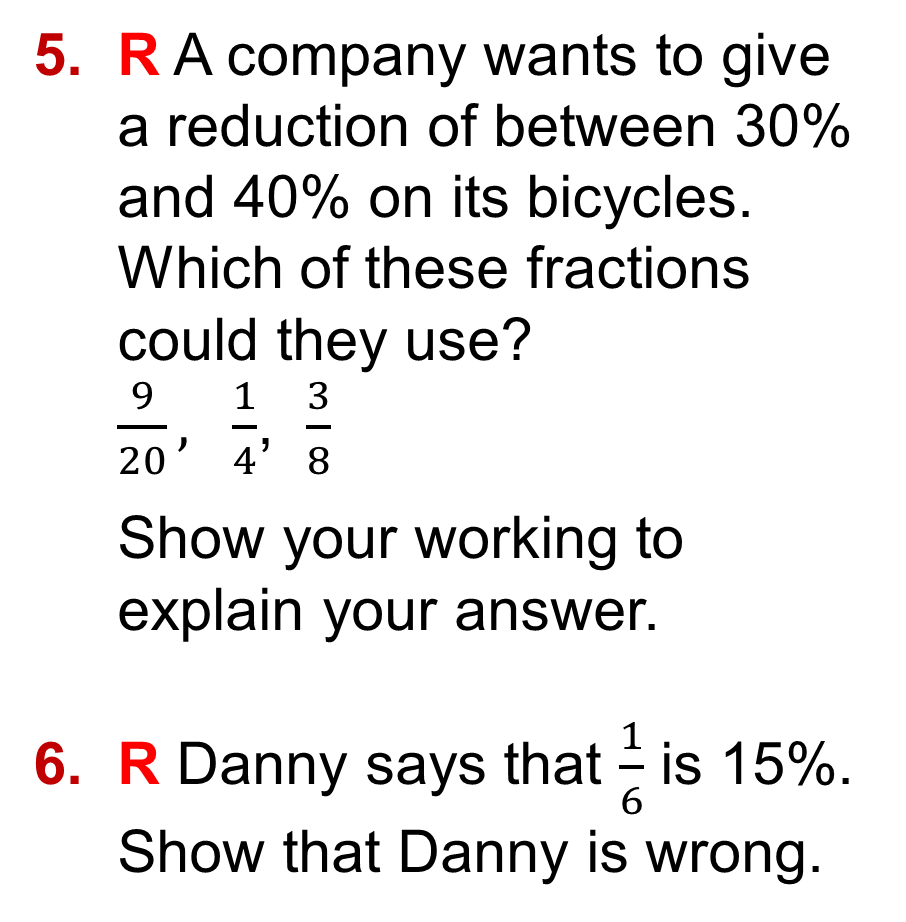 5. R A company wants to give
a reduction of between 30%
and 40% on its bicycles.
Which of these fractions
could they use?
9/20, 1/4, 3/8
Show your working to
explain your answer.
6. R Danny says that 1/6 is 15%.
Show that Danny is wrong.